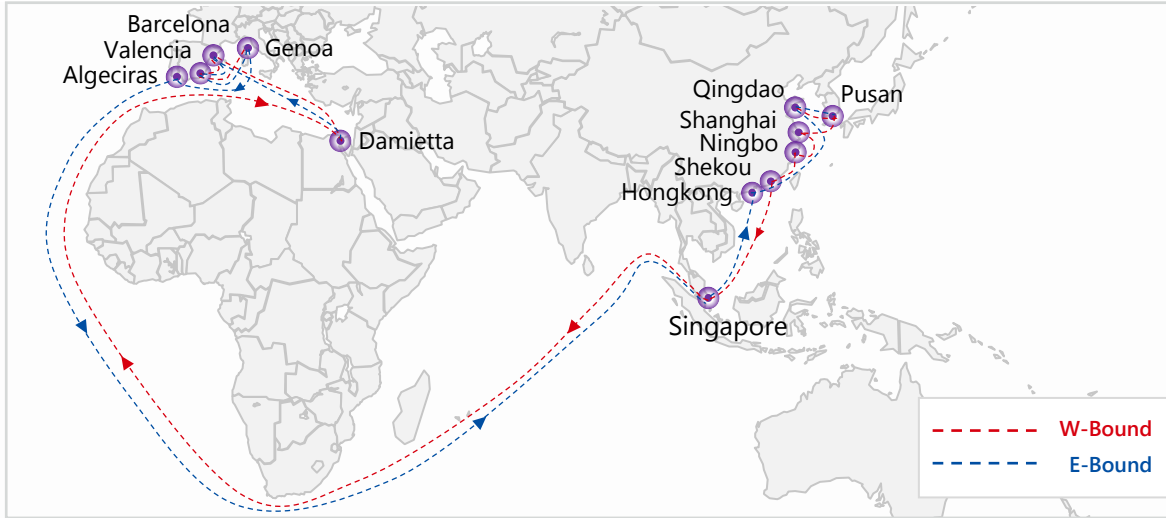 Barcelona
Valencia
Genoa
Algeciras
Damietta
Qingdao
Pusan
Shanghai
Ningbo
Shekou
Hongkong
Singapore
W-Bound
E-Bound